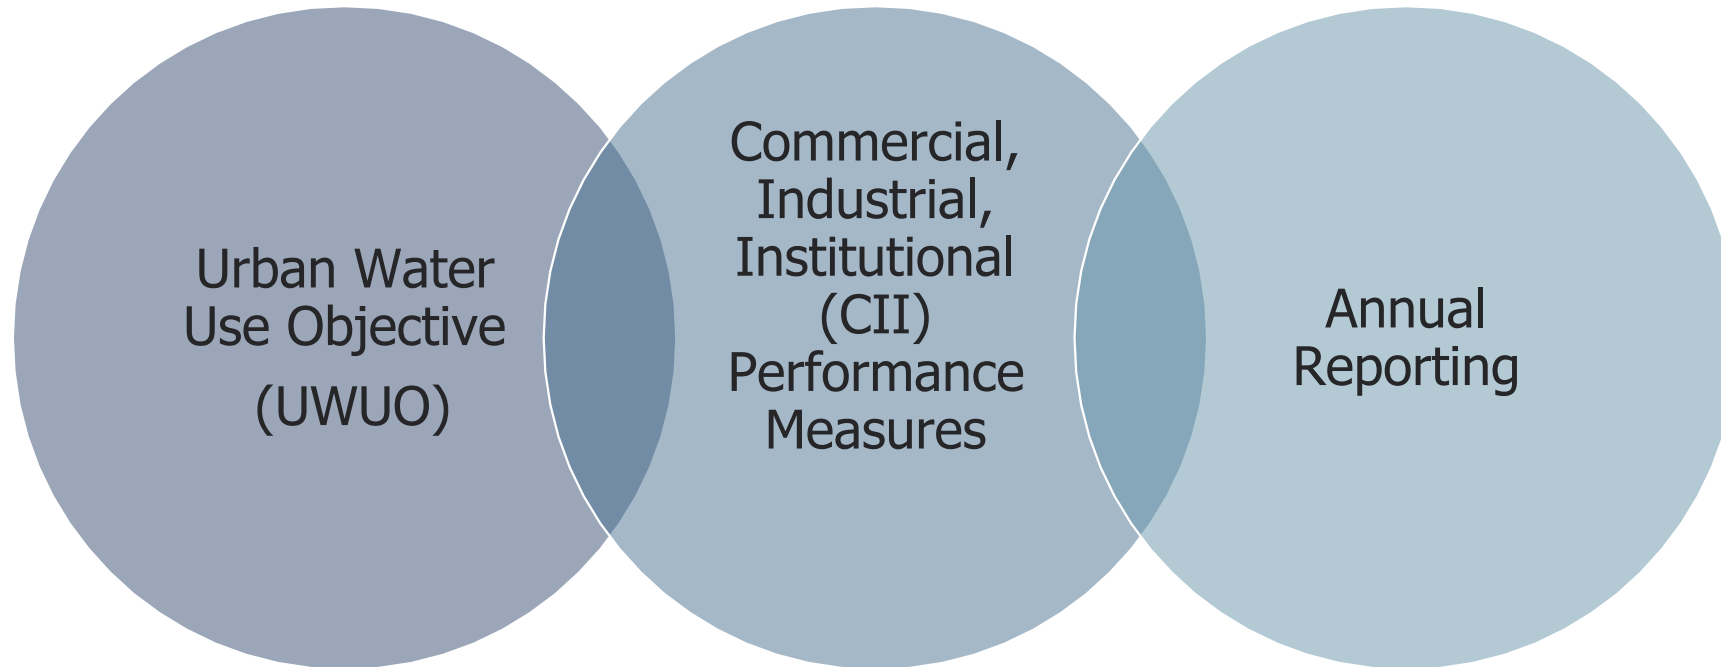 Urban Water
Use Objective
(UWUO)
Commercial,
Industrial,
Institutional
(CII)
Performance
Measures
Annual
Reporting